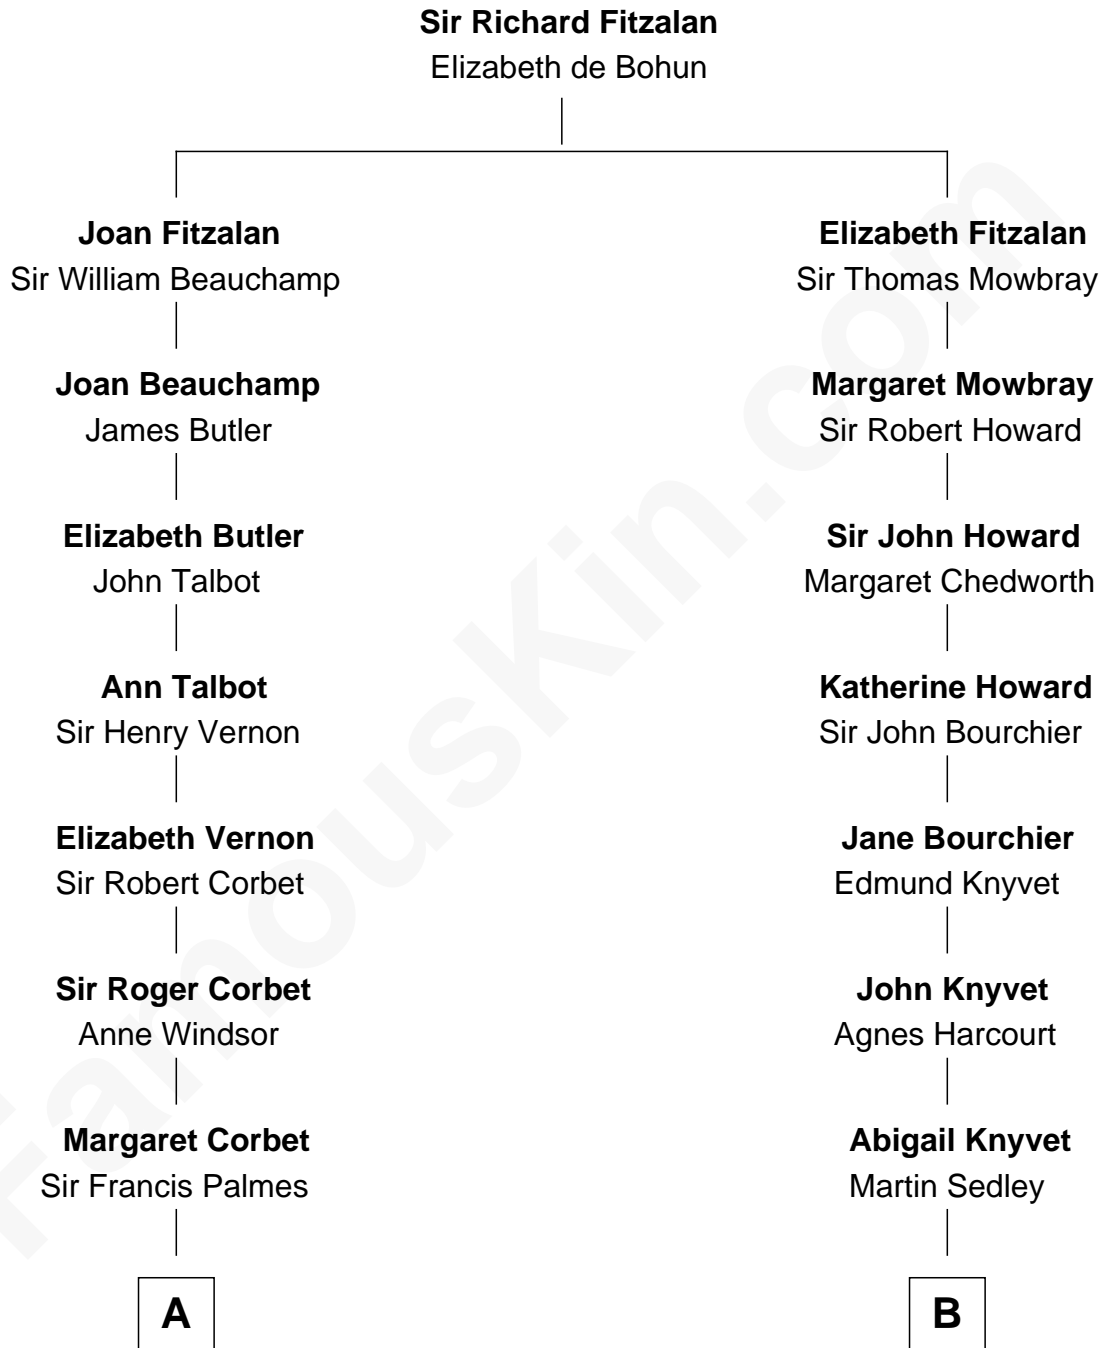 Sir Richard Fitzalan
Elizabeth de Bohun
Joan Fitzalan
Sir William Beauchamp
Elizabeth Fitzalan
Sir Thomas Mowbray
Joan Beauchamp
James Butler
Margaret Mowbray
Sir Robert Howard
Elizabeth Butler
John Talbot
Sir John Howard
Margaret Chedworth
Ann Talbot
Sir Henry Vernon
Katherine Howard
Sir John Bourchier
Elizabeth Vernon
Sir Robert Corbet
Jane Bourchier
Edmund Knyvet
Sir Roger Corbet
Anne Windsor
John Knyvet
Agnes Harcourt
Margaret Corbet
Sir Francis Palmes
Abigail Knyvet
Martin Sedley
A
B
FamousKin.com